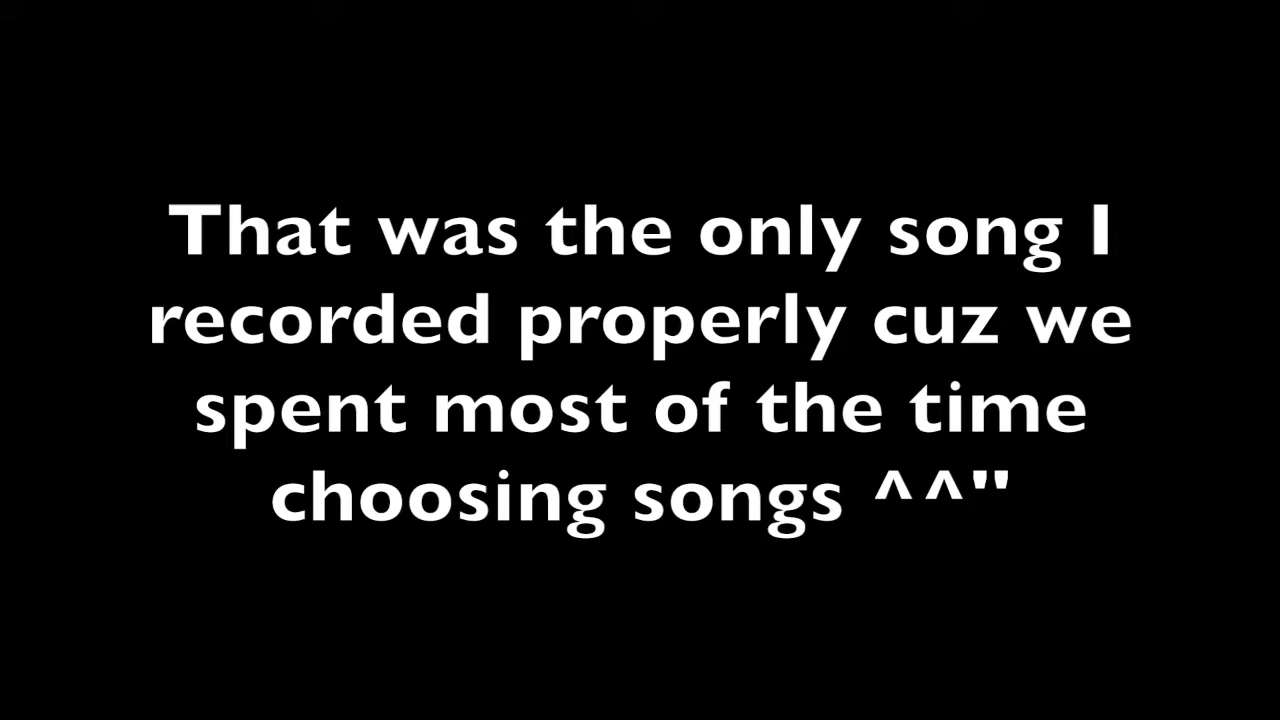 That was the only song I
recorded properly cuz we
spent most of the time
choosing songs ^^"